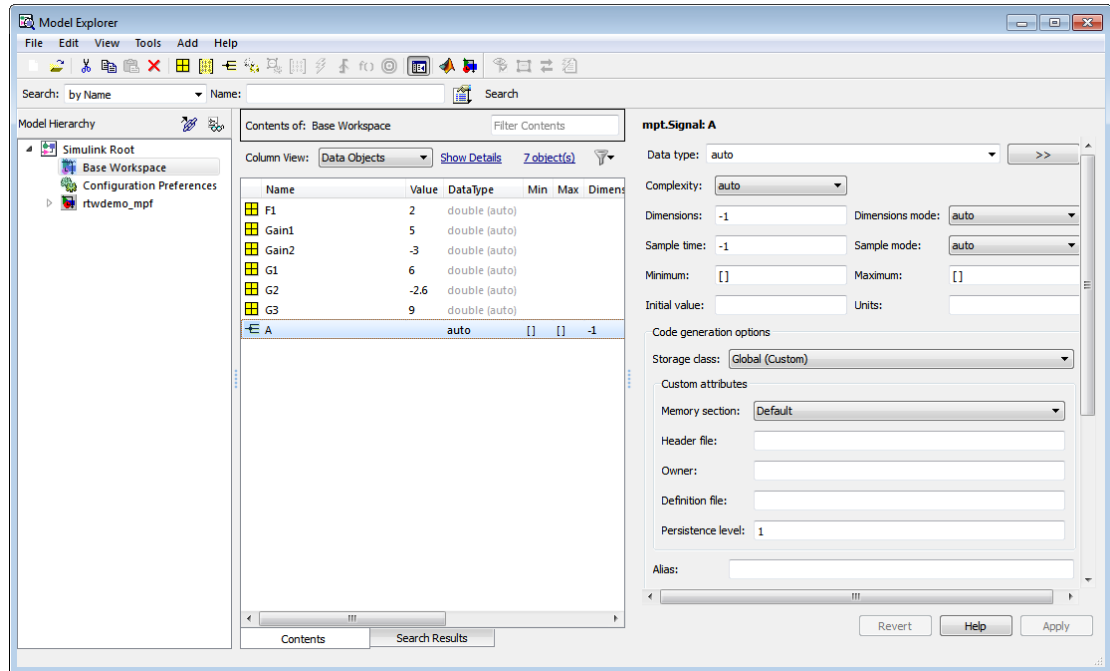 Model Explorer
File Edit View Tools Add Help
f()
Search: by Name Name: Search
Model Hierarchy
Simulink Root
Base Workspace
Configuration Preferences
rtwdemo_mpf
Contents of: Base Workspace Filter Contents
Column View: Data Objects Show Details 7 object(s)
Name Value DataType Min Max Dimens
F1 2 double (auto)
Gain1 5 double (auto)
Gain2 -3 double (auto)
G1 6 double (auto)
G2 -2.6 double (auto)
G3 9 double (auto)
A auto [] [] -1
Contents Search Results
mpt.Signal: A
Data type: auto >>
Complexity: auto
Dimensions: -1 Dimensions mode: auto
Sample time: -1 Sample mode: auto
Minimum: [] Maximum: []
Initial value: Units:
Code generation options
Storage class: Global (Custom)
Custom attributes
Memory section: Default
Header file:
Owner:
Definition file:
Persistence level: 1
Alias:
Revert Help Apply